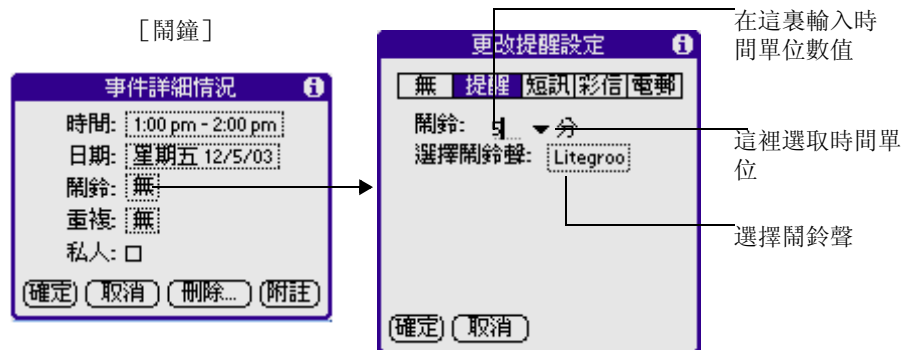 [鬧鐘]
事件詳細情況
時間: 1:00 pm - 2:00 pm
日期: 星期五 12/5/03
鬧鈴: 無
重複: 無
私人:
確定 取消 刪除... 附註
更改提醒設定
無 提醒 短訊 彩信 電郵
鬧鈴: 5 分
選擇鬧鈴聲: Litegroo
確定 取消
在這裏輸入時
間單位數值
這裡選取時間單
位
選擇鬧鈴聲